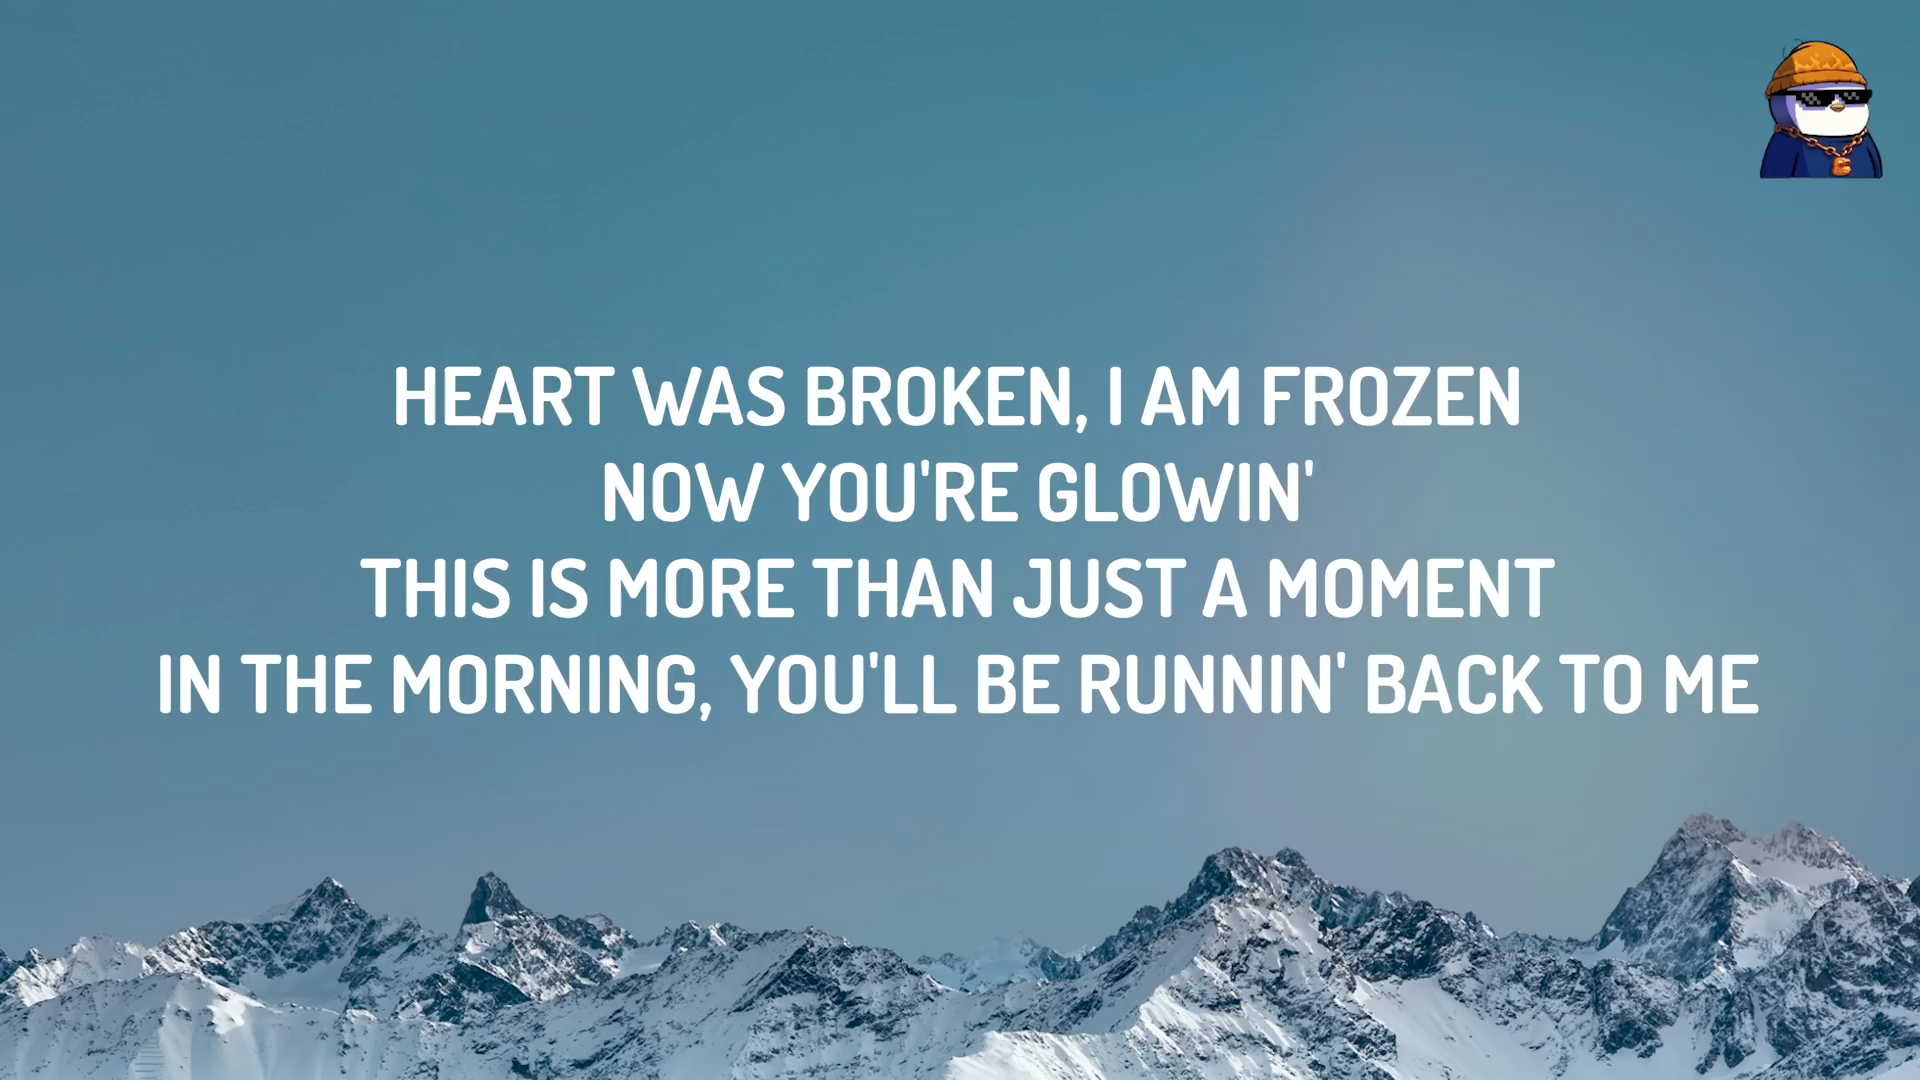 HEART WAS BROKEN, I AM FROZEN
NOW YOU'RE GLOWIN'
THIS IS MORE THAN JUST A MOMENT
IN THE MORNING, YOU'LL BE RUNNIN' BACK TO ME